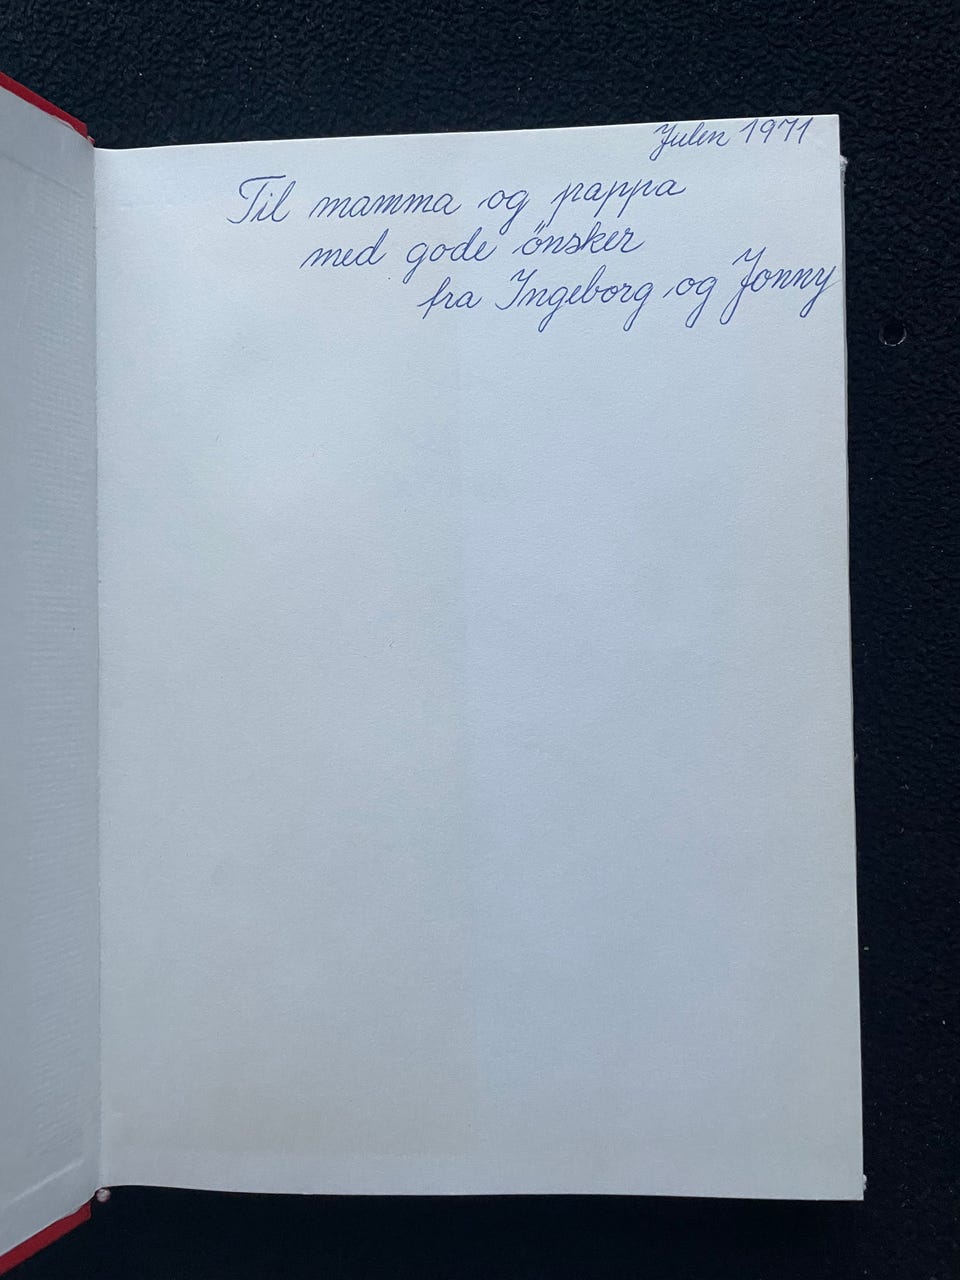 Julen 1971
Til mamma og pappa
med gode önsker
fra Ingeborg og Jonny